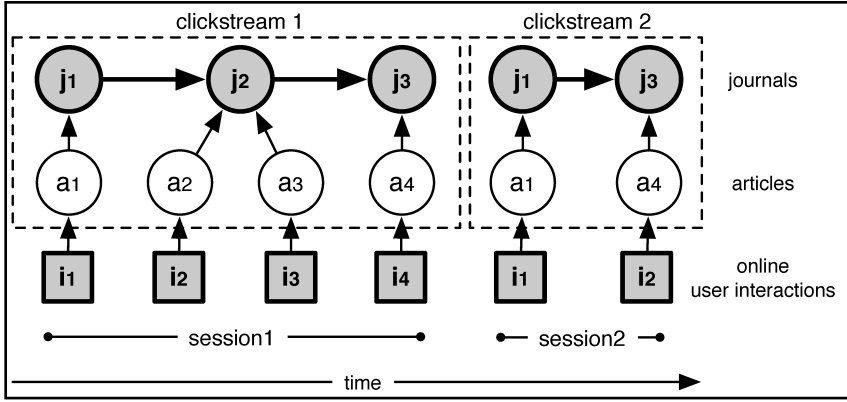 clickstream 1 clickstream 2
j1 j2 j3 j1 j3 journals
a1 a2 a3 a4 a1 a4 articles
i1 i2 i3 i4 i1 i2 online
user interactions
session1 session2
time